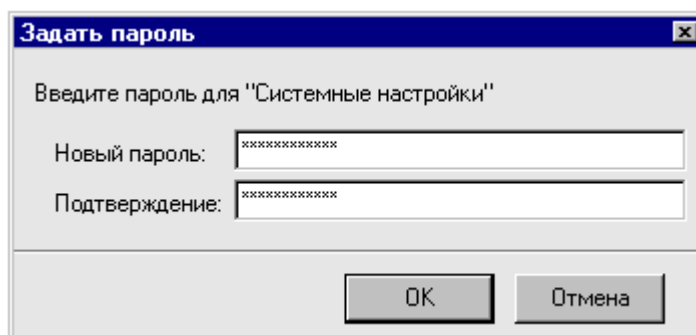 Задать пароль
Введите пароль для "Системные настройки"
Новый пароль: ************
Подтверждение: ************
OK Отмена